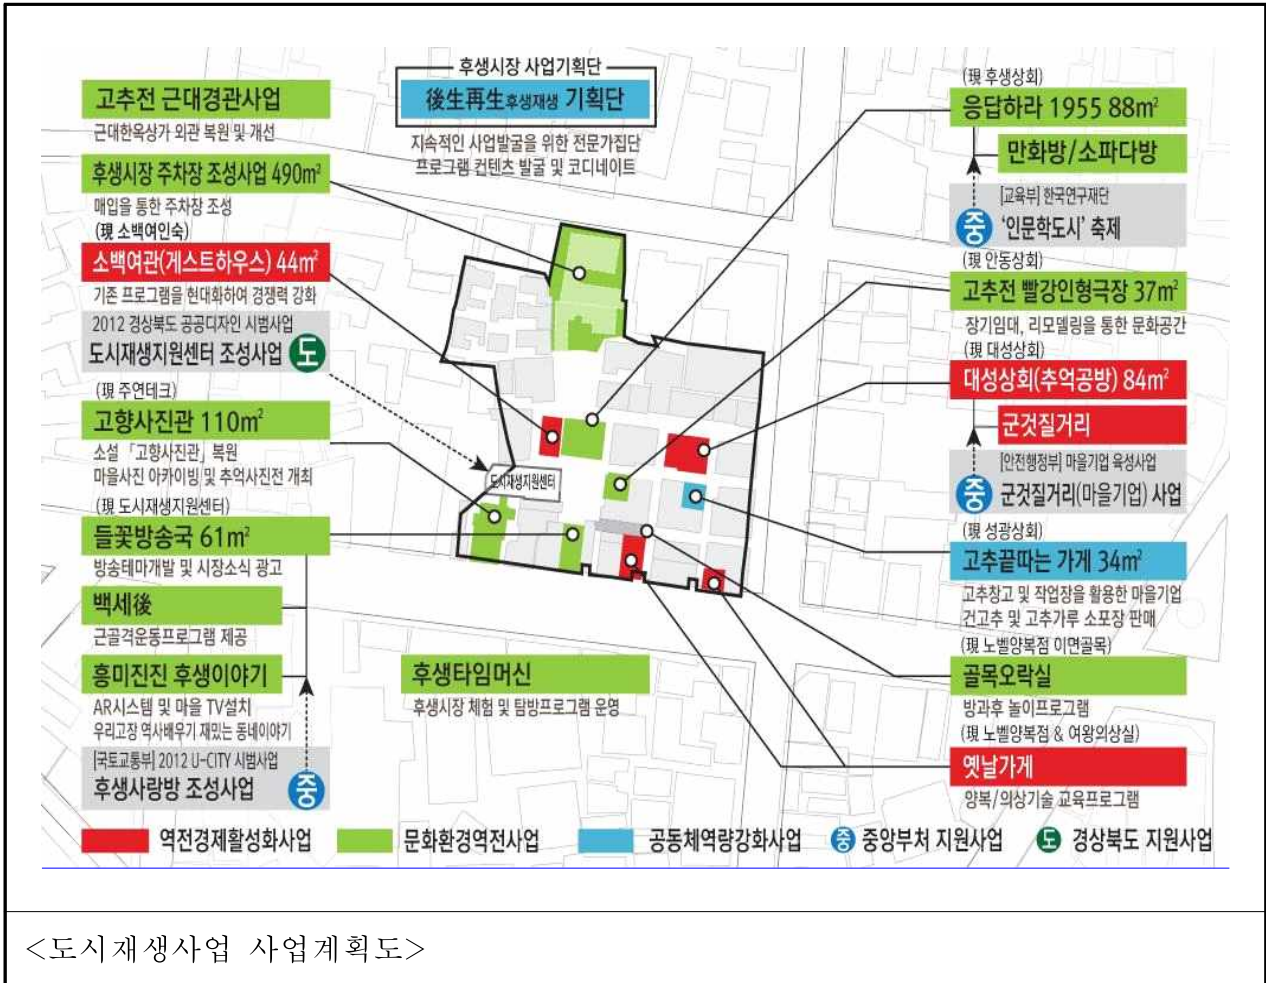 후생시장 사업기획단
後生再生후생재생 기획단
지속적인 사업발굴을 위한 전문가집단
프로그램 컨텐츠 발굴 및 코디네이트
고추전 근대경관사업
근대한옥상가 외관 복원 및 개선
후생시장 주차장 조성사업 490m²
매입을 통한 주차장 조성
(現 소백여인숙)
소백여관(게스트하우스) 44m²
기존 프로그램을 현대화하여 경쟁력 강화
2012 경상북도 공공디자인 시범사업
도시재생지원센터 조성사업 도
(現 주연테크)
고향사진관 110m²
소설 「고향사진관」 복원
마을사진 아카이빙 및 추억사진전 개최
(現 도시재생지원센터)
들꽃방송국 61m²
방송테마개발 및 시장소식 광고
백세後
근골격운동프로그램 제공
흥미진진 후생이야기
AR시스템 및 마을 TV설치
우리고장 역사배우기 재밌는 동네이야기
[국토교통부] 2012 U-CITY 시범사업
후생사랑방 조성사업 중
도시재생지원센터
후생타임머신
후생시장 체험 및 탐방프로그램 운영
(現 후생상회)
응답하라 1955 88m²
만화방/소파다방
[교육부] 한국연구재단
중 '인문학도시' 축제
(現 안동상회)
고추전 빨강인형극장 37m²
장기임대, 리모델링을 통한 문화공간
(現 대성상회)
대성상회(추억공방) 84m²
군것질거리
[안전행정부] 마을기업 육성사업
중 군것질거리(마을기업) 사업
(現 성광상회)
고추끝따는 가게 34m²
고추창고 및 작업장을 활용한 마을기업
건고추 및 고추가루 소포장 판매
(現 노벨양복점 이면골목)
골목오락실
방과후 놀이프로그램
(現 노벨양복점 & 여왕의상실)
옛날가게
양복/의상기술 교육프로그램
역전경제활성화사업 문화환경역전사업 공동체역량강화사업 중 중앙부처 지원사업 도 경상북도 지원사업
<도시재생사업 사업계획도>